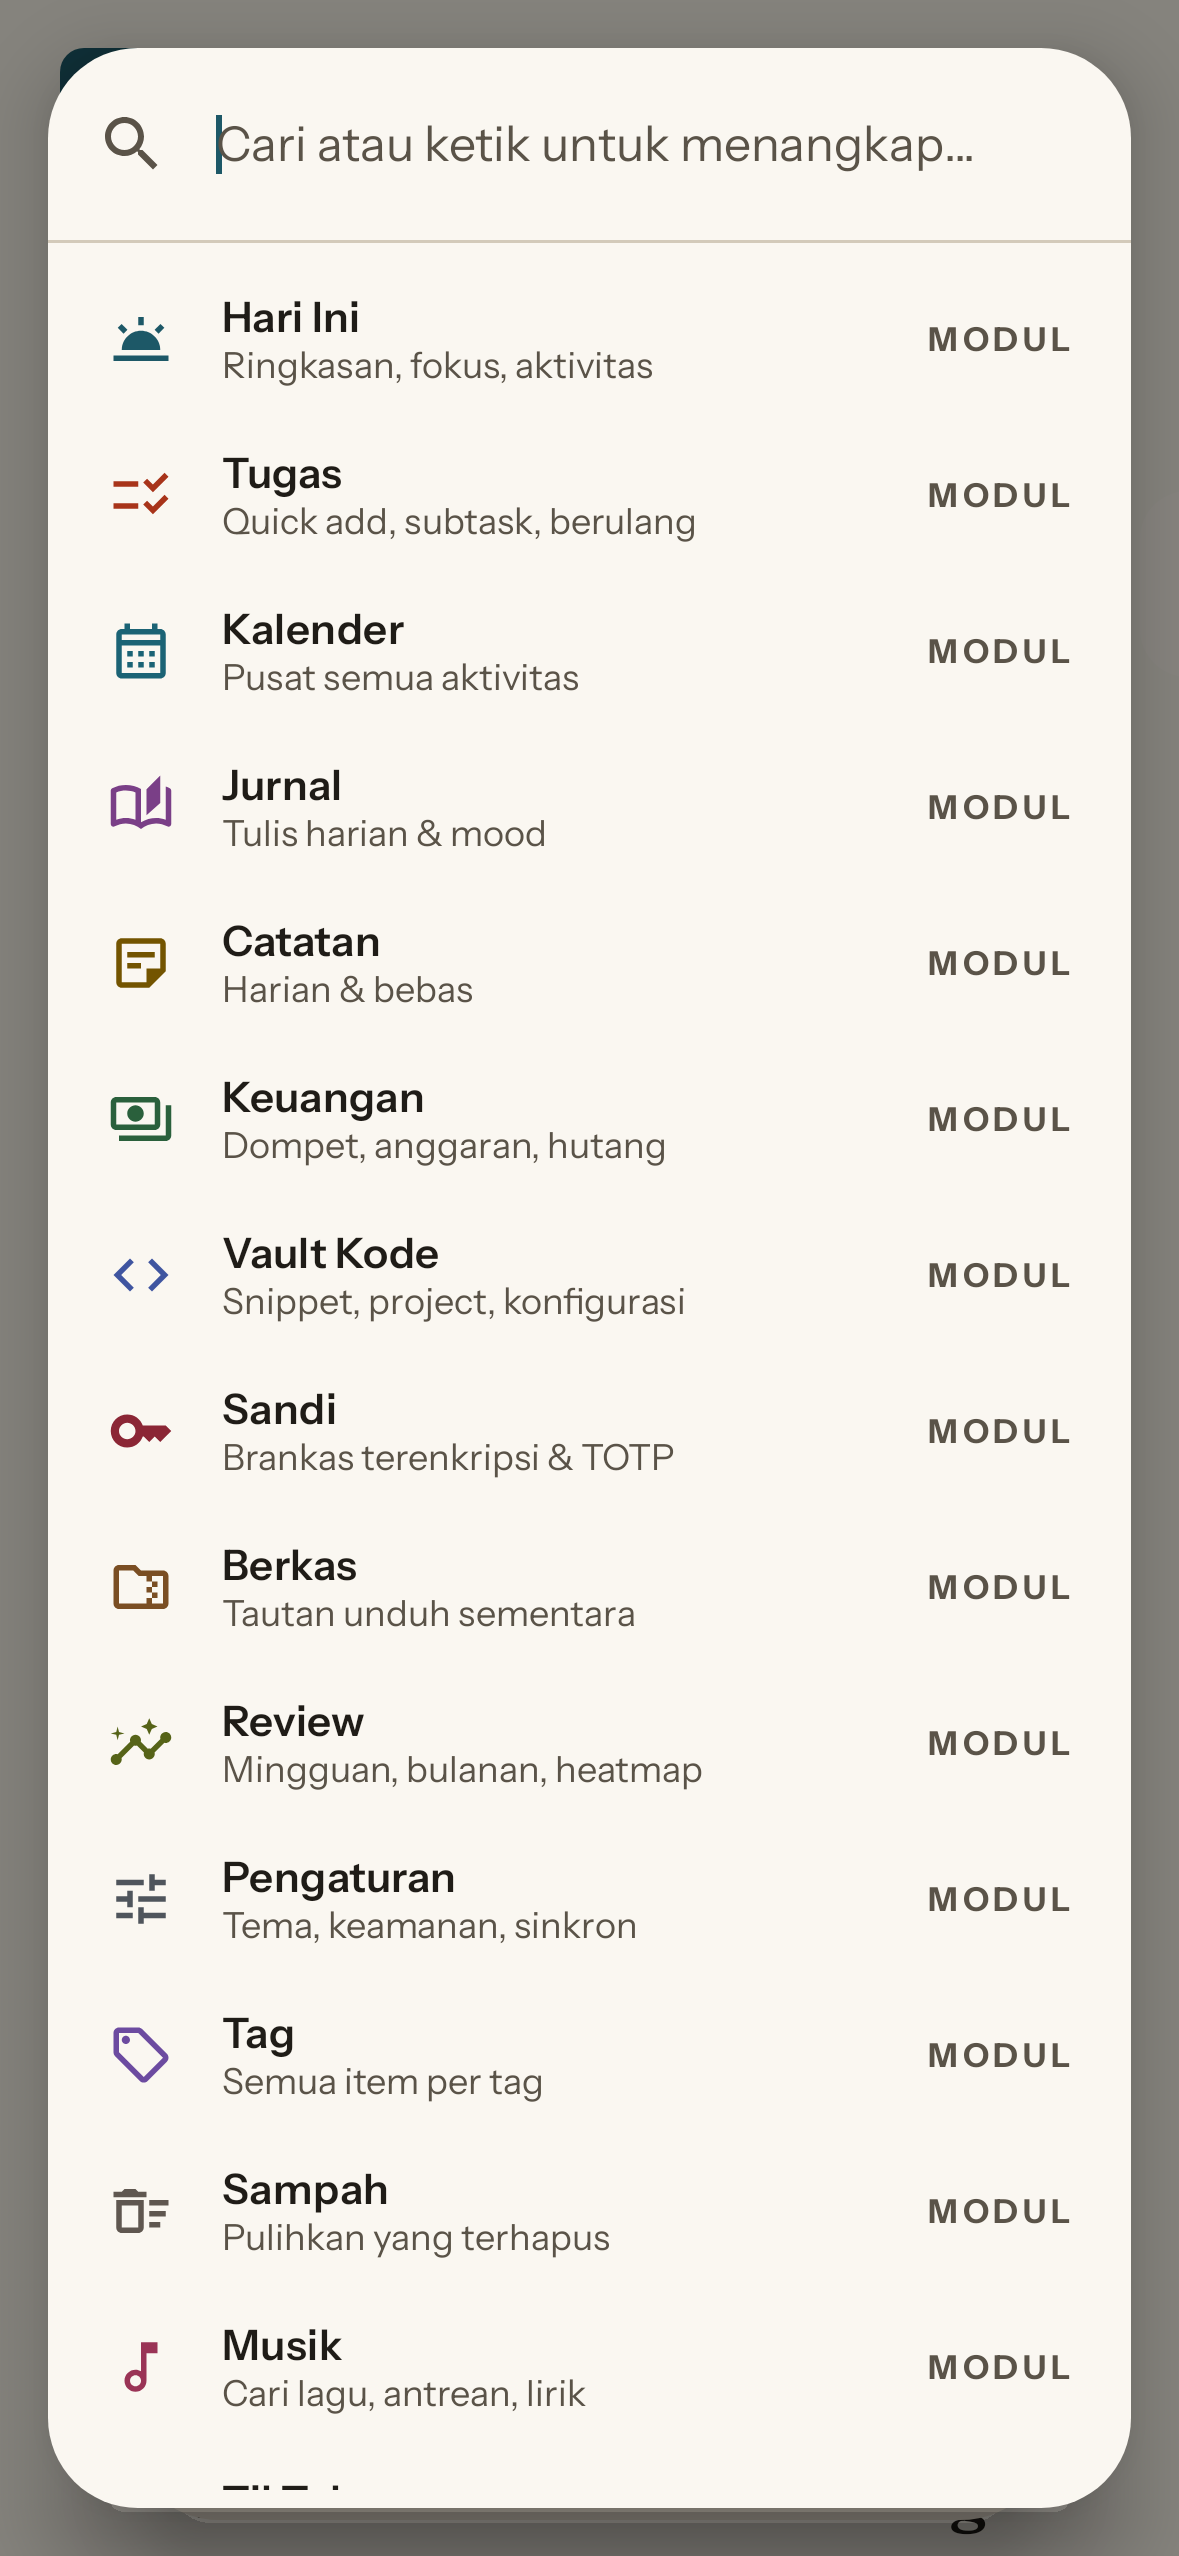 Cari atau ketik untuk menangkap...
Hari Ini
Ringkasan, fokus, aktivitas
MODUL
Tugas
Quick add, subtask, berulang
MODUL
Kalender
Pusat semua aktivitas
MODUL
Jurnal
Tulis harian & mood
MODUL
Catatan
Harian & bebas
MODUL
Keuangan
Dompet, anggaran, hutang
MODUL
Vault Kode
Snippet, project, konfigurasi
MODUL
Sandi
Brankas terenkripsi & TOTP
MODUL
Berkas
Tautan unduh sementara
MODUL
Review
Mingguan, bulanan, heatmap
MODUL
Pengaturan
Tema, keamanan, sinkron
MODUL
Tag
Semua item per tag
MODUL
Sampah
Pulihkan yang terhapus
MODUL
Musik
Cari lagu, antrean, lirik
MODUL